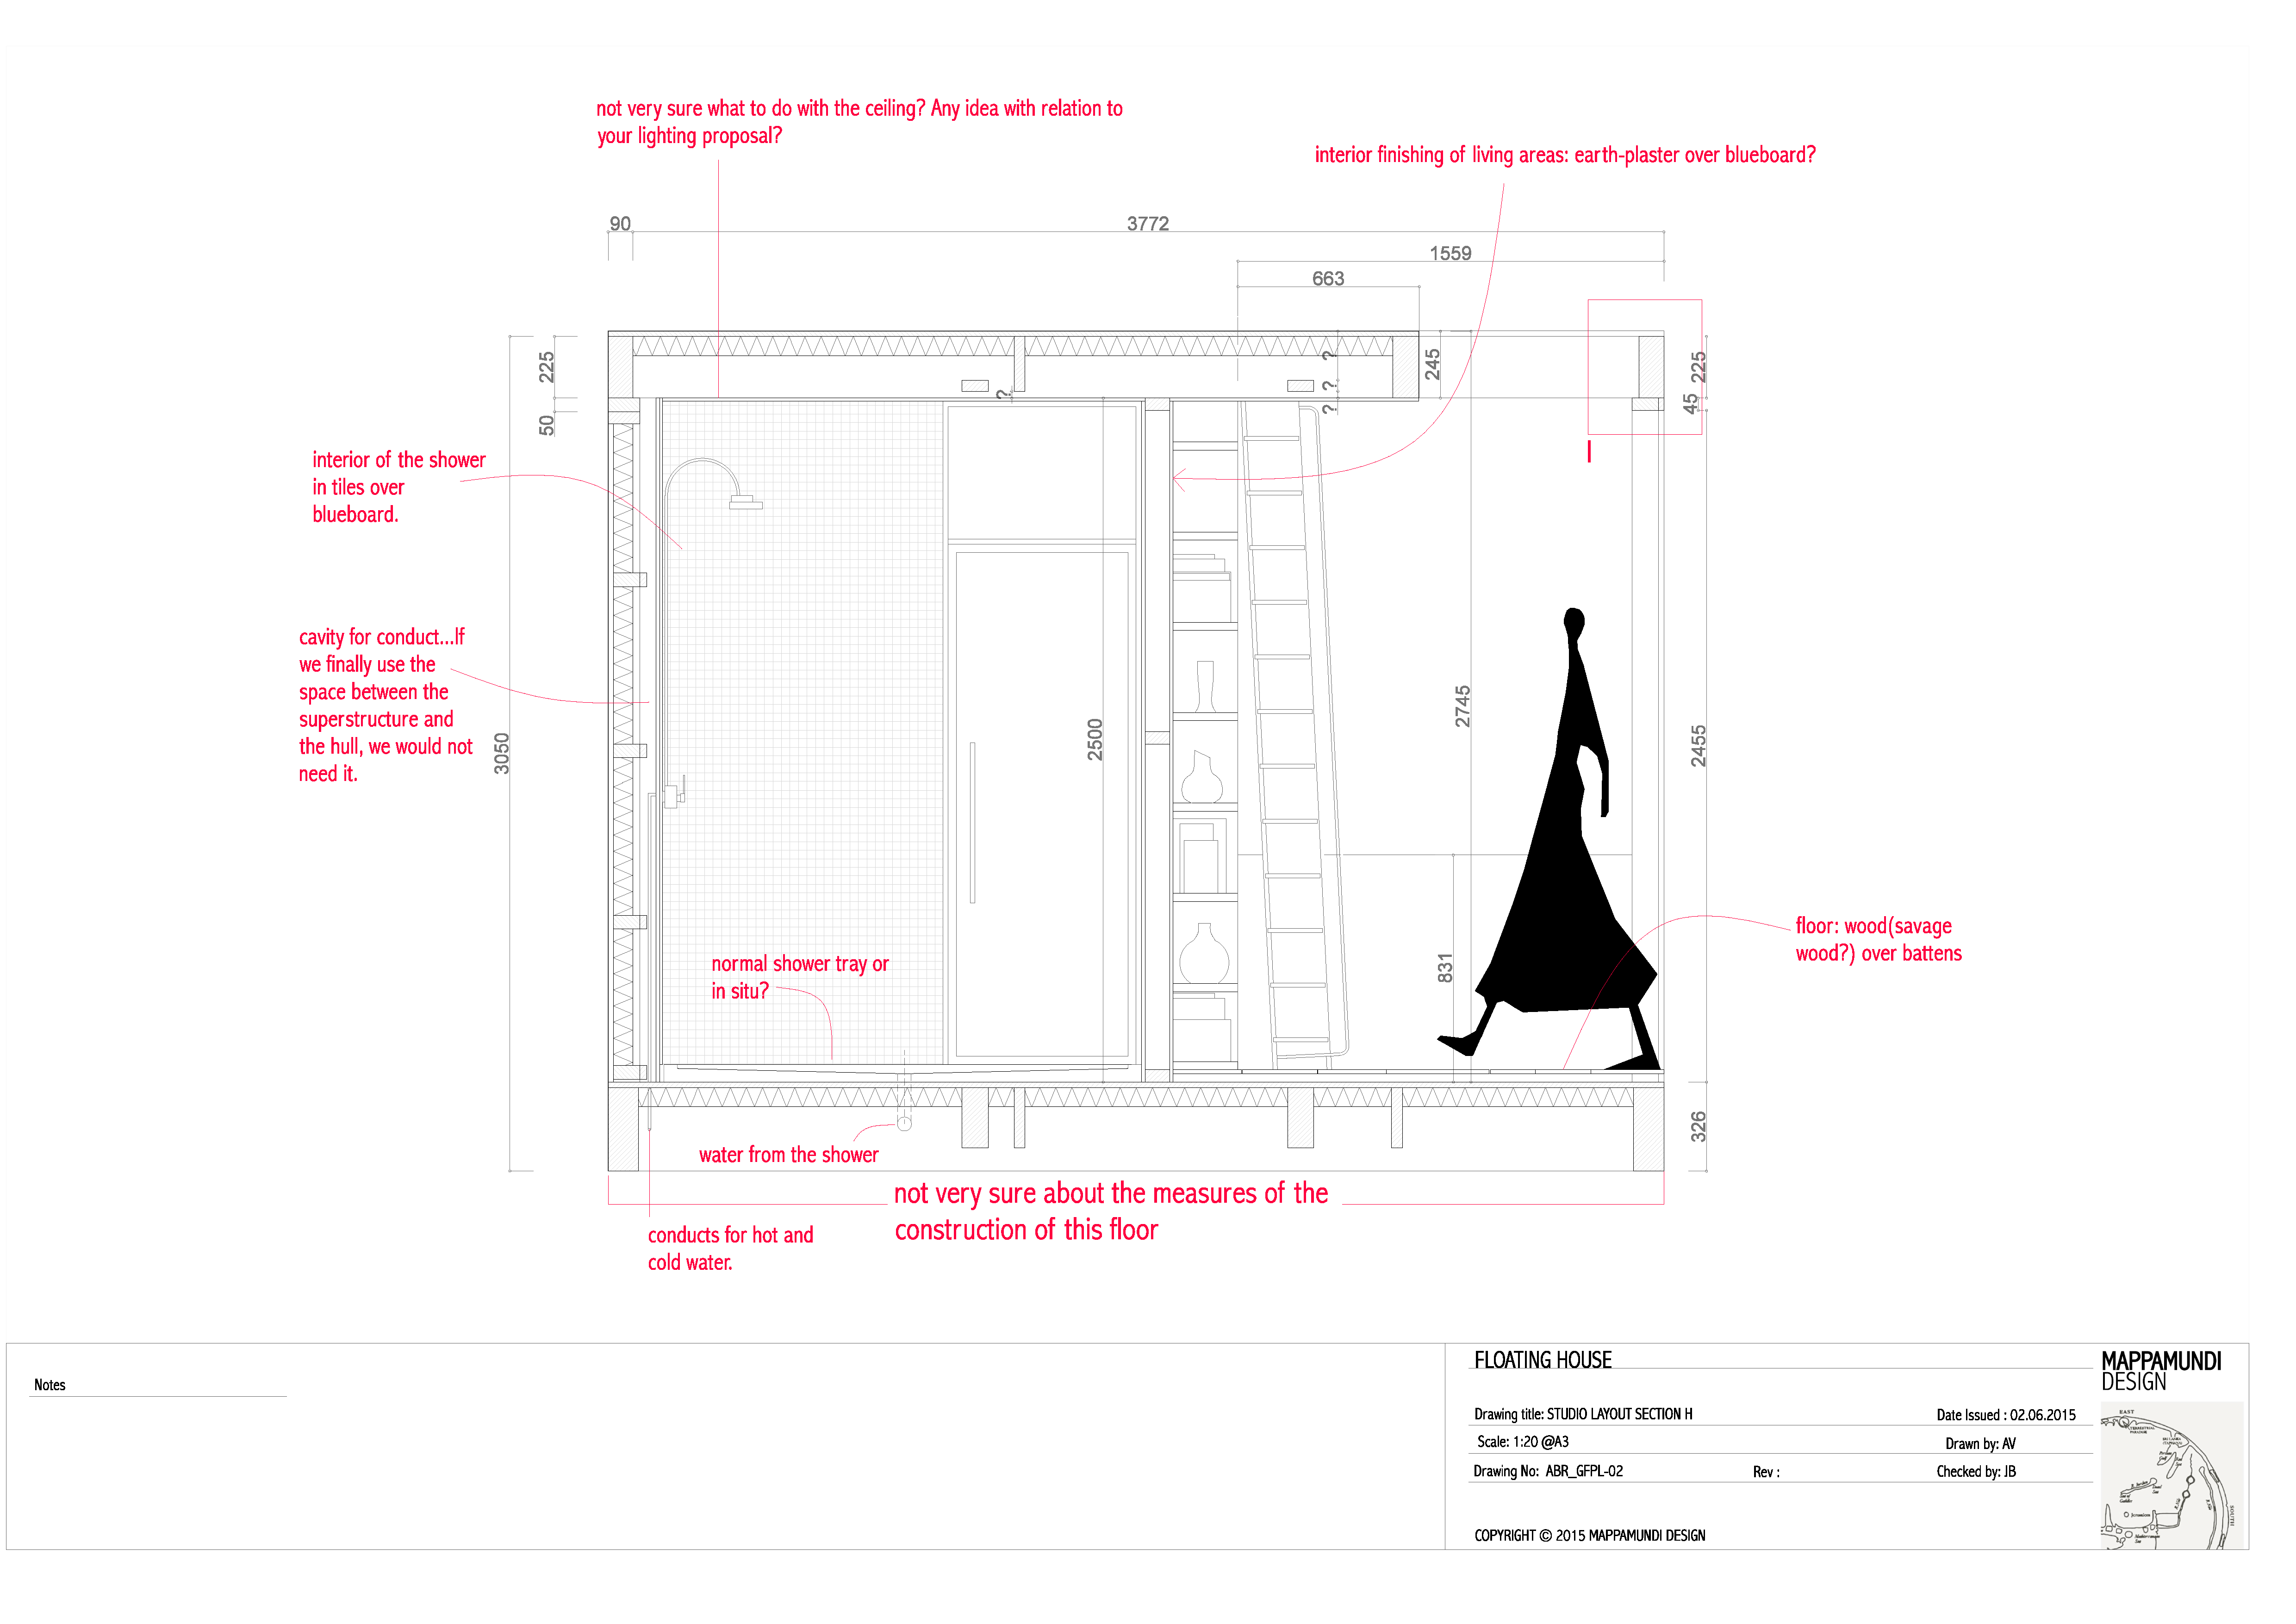 not very sure what to do with the ceiling? Any idea with relation to
your lighting proposal?
interior finishing of living areas: earth-plaster over blueboard?
90
3772
1559
663
225
50
?
?
?
?
245
225
45
interior of the shower
in tiles over
blueboard.
cavity for conduct...If
we finally use the
space between the
superstructure and
the hull, we would not
need it.
3050
2500
2745
2455
831
326
floor: wood(savage
wood?) over battens
normal shower tray or
in situ?
water from the shower
not very sure about the measures of the
construction of this floor
conducts for hot and
cold water.
Notes
FLOATING HOUSE
Drawing title: STUDIO LAYOUT SECTION H
Date Issued : 02.06.2015
Scale: 1:20 @A3
Drawn by: AV
Drawing No: ABR_GFPL-02
Rev :
Checked by: JB
COPYRIGHT © 2015 MAPPAMUNDI DESIGN
MAPPAMUNDI
DESIGN
EAST
TERRESTRIAL
PARADISE
SOUTH
Jerusalem
Mediterranean
Sea